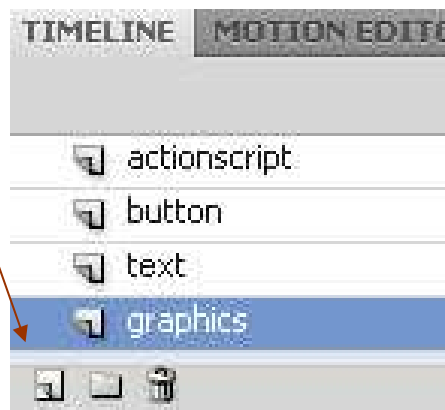 TIMELINE MOTION EDITO
actionscript
button
text
graphics